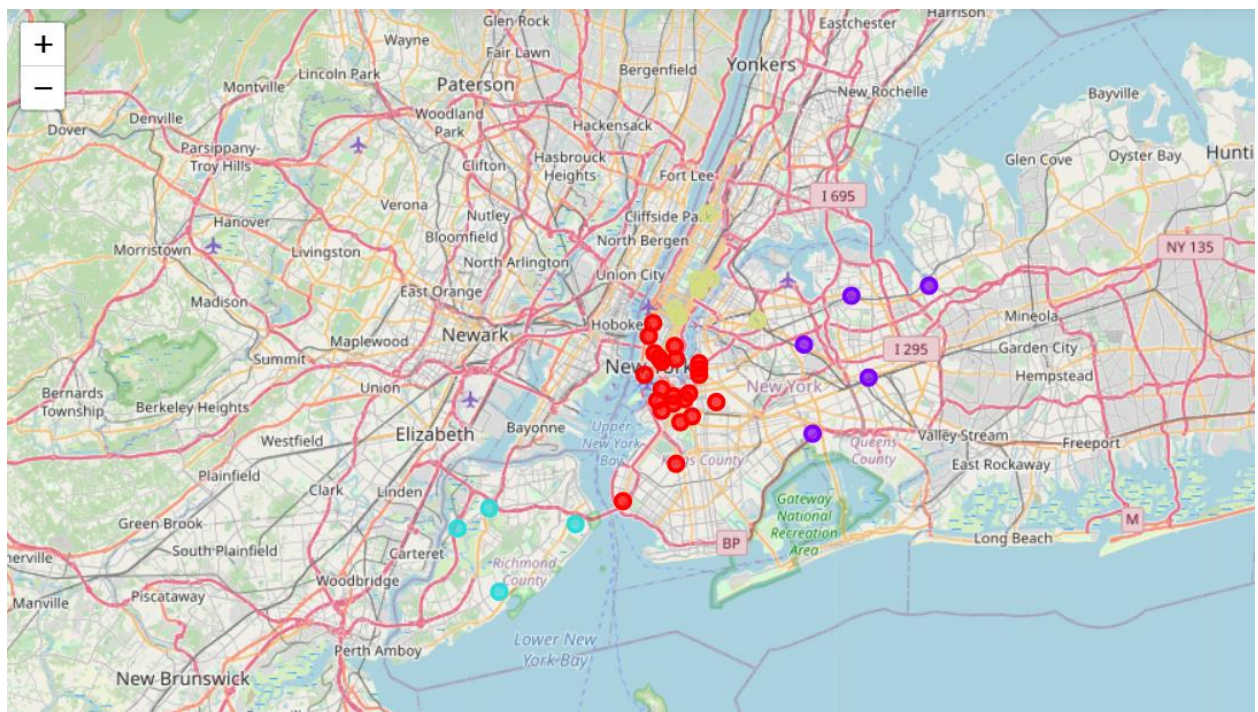 +
−
Glen Rock
Eastchester
Harrison
Wayne
Fair Lawn
Lincoln Park
Bergenfield
Yonkers
Montville
Paterson
New Rochelle
Bayville
Denville
Woodland
Park
Dover
Hackensack
Parsippany-
Troy Hills
Clifton
Hasbrouck
Heights
Fort Lee
Glen Cove
Oyster Bay
Hunti
I 695
Verona
Nutley
Cliffside Park
Hanover
Bloomfield
North Bergen
Morristown
Livingston
North Arlington
Union City
NY 135
East Orange
Madison
Mineola
Maplewood
Newark
Hoboke
Summit
I 295
Garden City
New York
Union
New York
Hempstead
Bernards
Township
Berkeley Heights
Elizabeth
Bayonne
Upper
New York
Bay
Westfield
Queens
County
Valley Stream
Freeport
Plainfield
Kings County
East Rockaway
Clark
Linden
Gateway
National
Recreation
Area
Green Brook
M
nerville
South Plainfield
Carteret
BP
Long Beach
Richmond
County
Woodbridge
Manville
Piscataway
Lower New
York Bay
Perth Amboy
New Brunswick